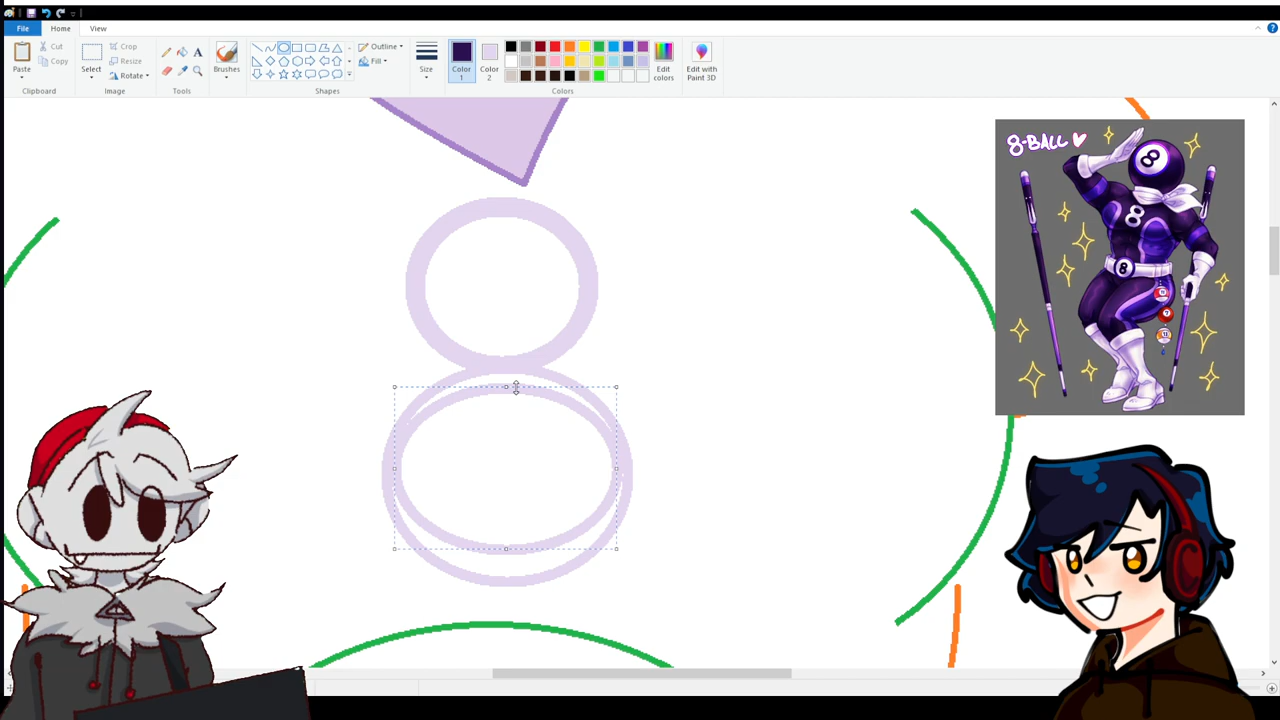 File
Home
View
Paste
Cut
Copy
Clipboard
Select
Crop
Resize
Rotate
Image
A
Tools
Brushes
Shapes
Outline
Fill
Size
Color
1
Color
2
Edit
colors
Edit with
Paint 3D
Colors
8-BALL
8
8
8